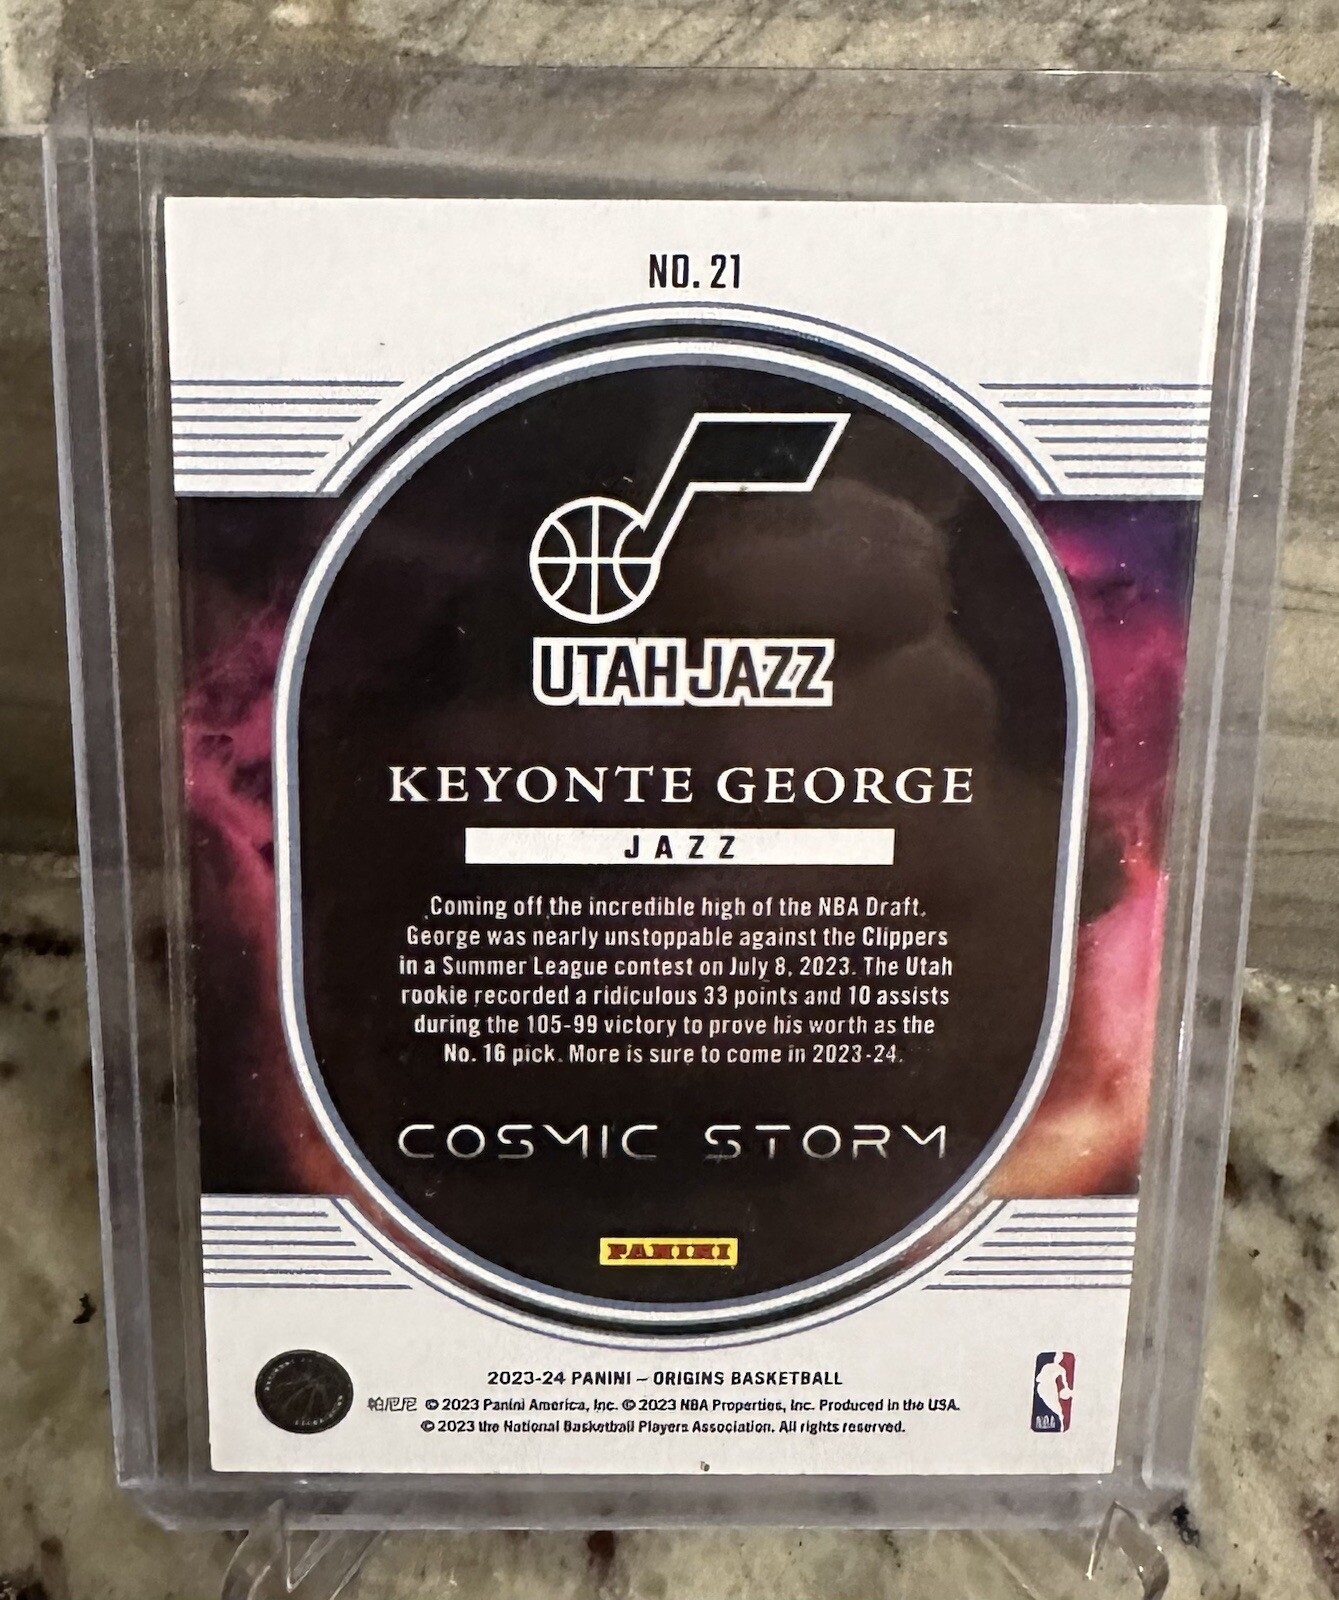 NO. 21
UTAH JAZZ
KEYONTE GEORGE
JAZZ
Coming off the incredible high of the NBA Draft,
George was nearly unstoppable against the Clippers
in a Summer League contest on July 8, 2023. The Utah
rookie recorded a ridiculous 33 points and 10 assists
during the 105-99 victory to prove his worth as the
No. 16 pick. More is sure to come in 2023-24.
COSMIC STORM
PANINI
2023-24 PANINI – ORIGINS BASKETBALL
帕尼尼 © 2023 Panini America, Inc. © 2023 NBA Properties, Inc. Produced in the USA.
© 2023 the National Basketball Players Association. All rights reserved.
NBA